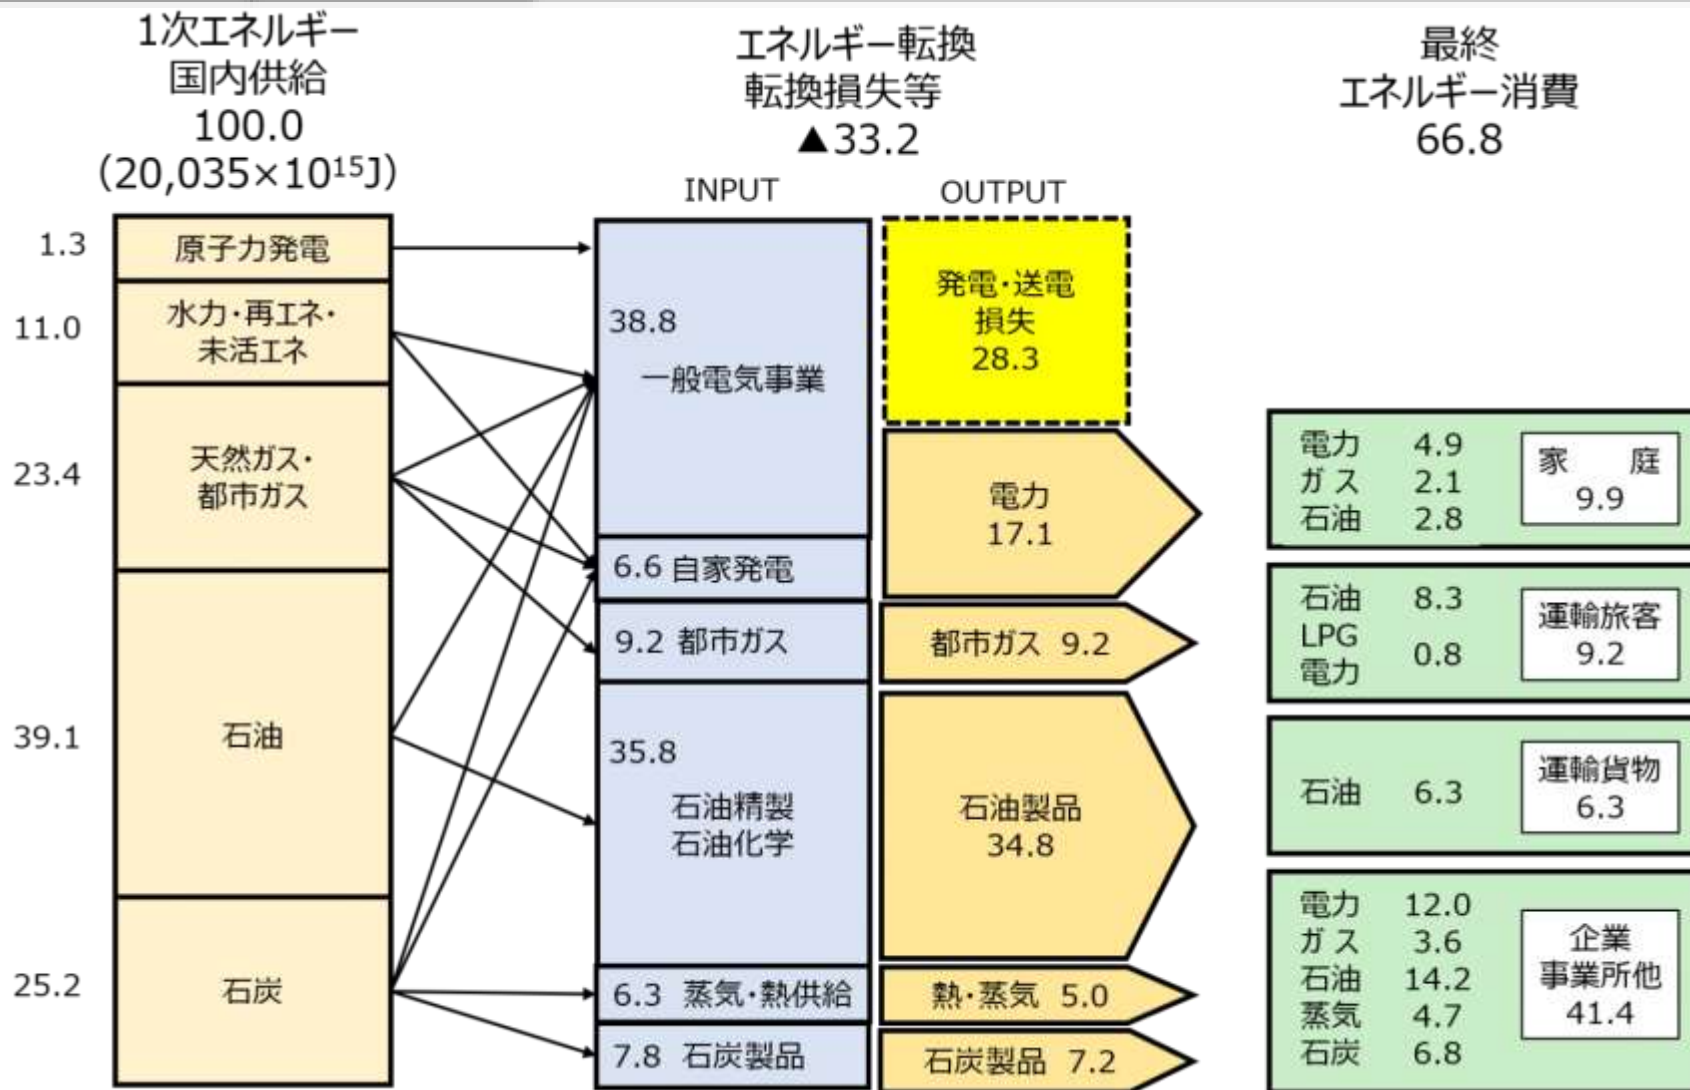 1次エネルギー
国内供給
100.0
(20,035×10¹⁵J)
エネルギー転換
転換損失等
▲33.2
最終
エネルギー消費
66.8
INPUT
OUTPUT
1.3
原子力発電
11.0
水力・再エネ・
未活エネ
23.4
天然ガス・
都市ガス
39.1
石油
25.2
石炭
38.8
一般電気事業
6.6 自家発電
9.2 都市ガス
35.8
石油精製
石油化学
6.3 蒸気・熱供給
7.8 石炭製品
発電・送電
損失
28.3
電力
17.1
都市ガス 9.2
石油製品
34.8
熱・蒸気 5.0
石炭製品 7.2
電力 4.9
ガス 2.1
石油 2.8
家 庭
9.9
石油 8.3
LPG
電力
0.8
運輸旅客
9.2
石油 6.3
運輸貨物
6.3
電力 12.0
ガス 3.6
石油 14.2
蒸気 4.7
石炭 6.8
企業
事業所他
41.4